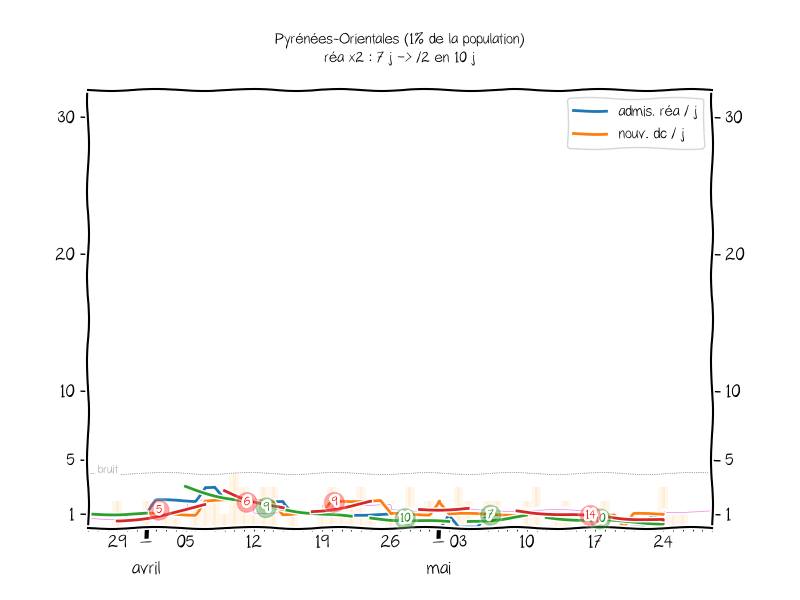 Pyrénées-Orientales (1% de la population)
réa x2 : 7 j -> /2 en 10 j
admis. réa / j
nouv. dc / j
30 30
20 20
10 10
5 5
bruit
1 1
5 6 9 9 10 7 14 0
29 05 12 19 26 03 10 17 24
avril mai